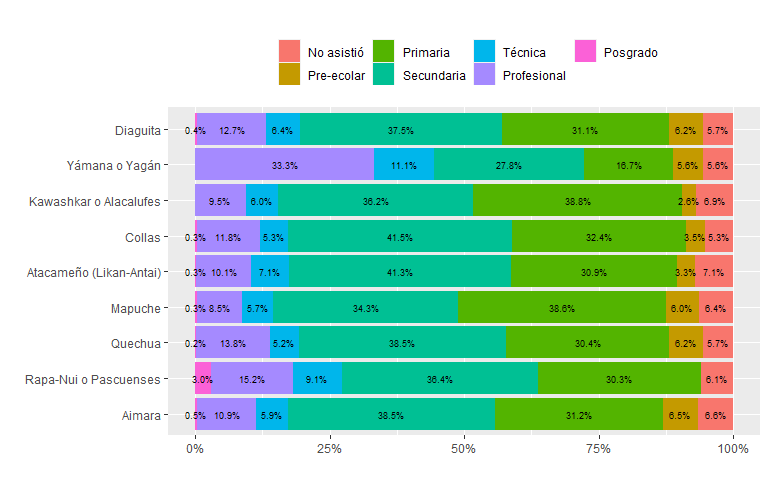 No asistió Primaria Técnica Posgrado
Pre-ecolar Secundaria Profesional
Diaguita 0.4% 12.7% 6.4% 37.5% 31.1% 6.2% 5.7%
Yámana o Yagán 33.3% 11.1% 27.8% 16.7% 5.6% 5.6%
Kawashkar o Alacalufes 9.5% 6.0% 36.2% 38.8% 2.6% 6.9%
Collas 0.3% 11.8% 5.3% 41.5% 32.4% 3.5% 5.3%
Atacameño (Likan-Antai) 0.3% 10.1% 7.1% 41.3% 30.9% 3.3% 7.1%
Mapuche 0.3% 8.5% 5.7% 34.3% 38.6% 6.0% 6.4%
Quechua 0.2% 13.8% 5.2% 38.5% 30.4% 6.2% 5.7%
Rapa-Nui o Pascuenses 3.0% 15.2% 9.1% 36.4% 30.3% 6.1%
Aimara 0.5% 10.9% 5.9% 38.5% 31.2% 6.5% 6.6%
0% 25% 50% 75% 100%